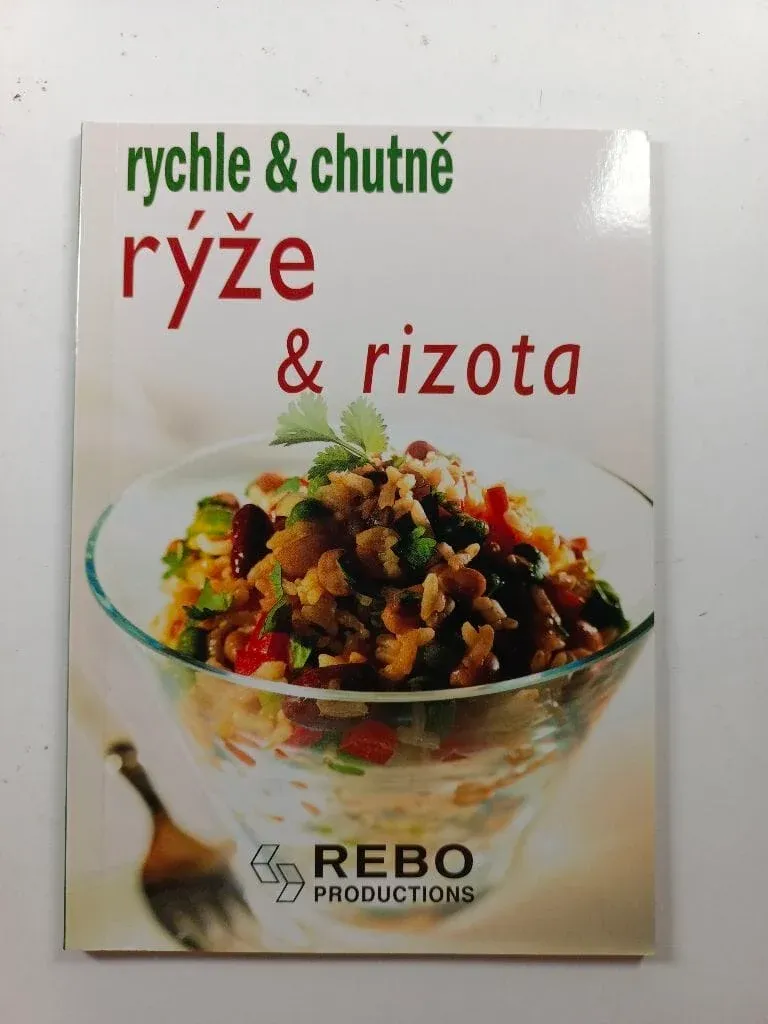 rychle & chutně
rýže
& rizota
REBO
PRODUCTIONS